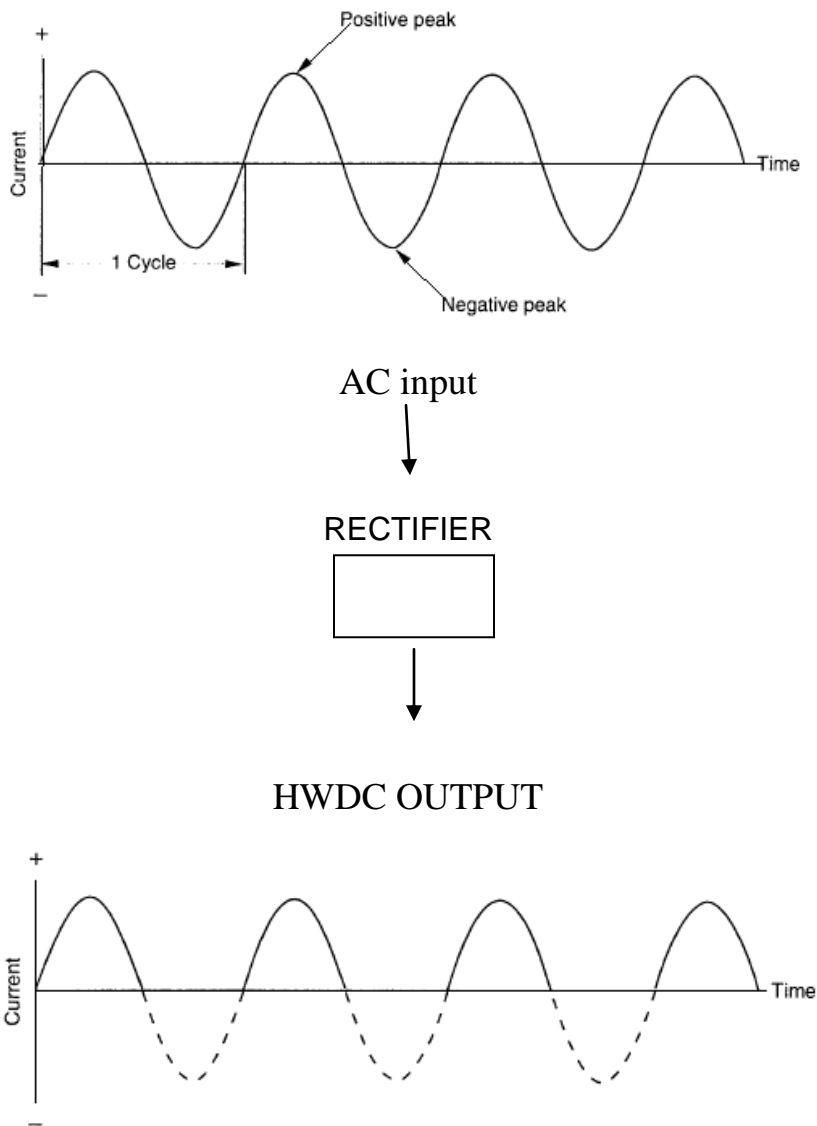 Positive peak
+
Current
Time
1 Cycle
–
Negative peak
AC input
RECTIFIER
HWDC OUTPUT
+
Current
Time
–